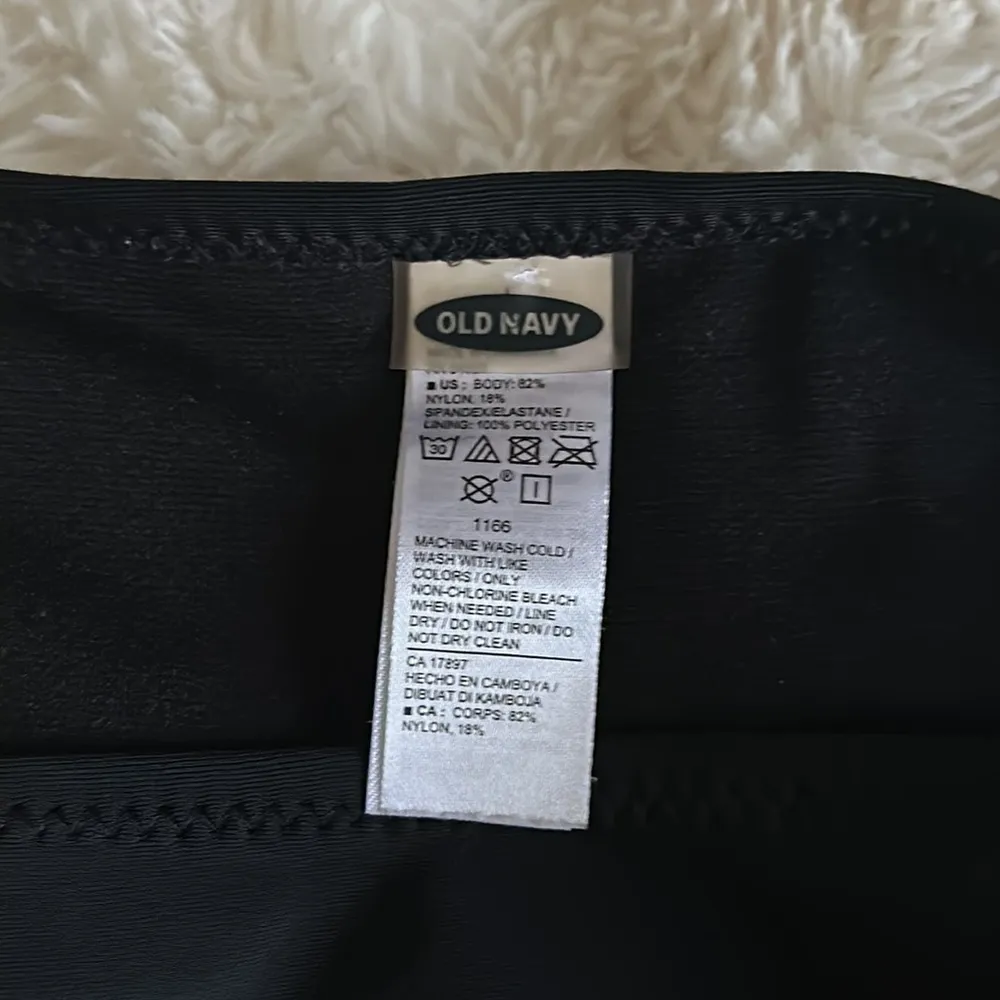 OLD NAVY
■ US : BODY: 82%
NYLON, 18%
SPANDEX/ELASTANE /
LINING: 100% POLYESTER
30
®
1166
MACHINE WASH COLD /
WASH WITH LIKE
COLORS / ONLY
NON-CHLORINE BLEACH
WHEN NEEDED / LINE
DRY / DO NOT IRON / DO
NOT DRY CLEAN
CA 17897
HECHO EN CAMBOYA /
DIBUAT DI KAMBOJA
■ CA : CORPS: 82%
NYLON, 18%